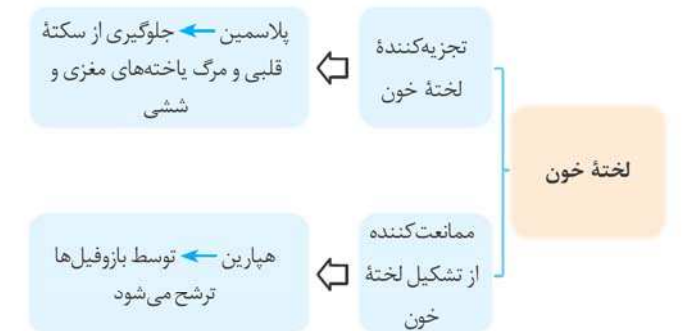 لختهٔ خون
تجزیه‌کنندهٔ
لختهٔ خون
پلاسمین ← جلوگیری از سکتهٔ
قلبی و مرگ یاخته‌های مغزی و
ششی
ممانعت‌کننده
از تشکیل لختهٔ
خون
هپارین ← توسط بازوفیل‌ها
ترشح می‌شود